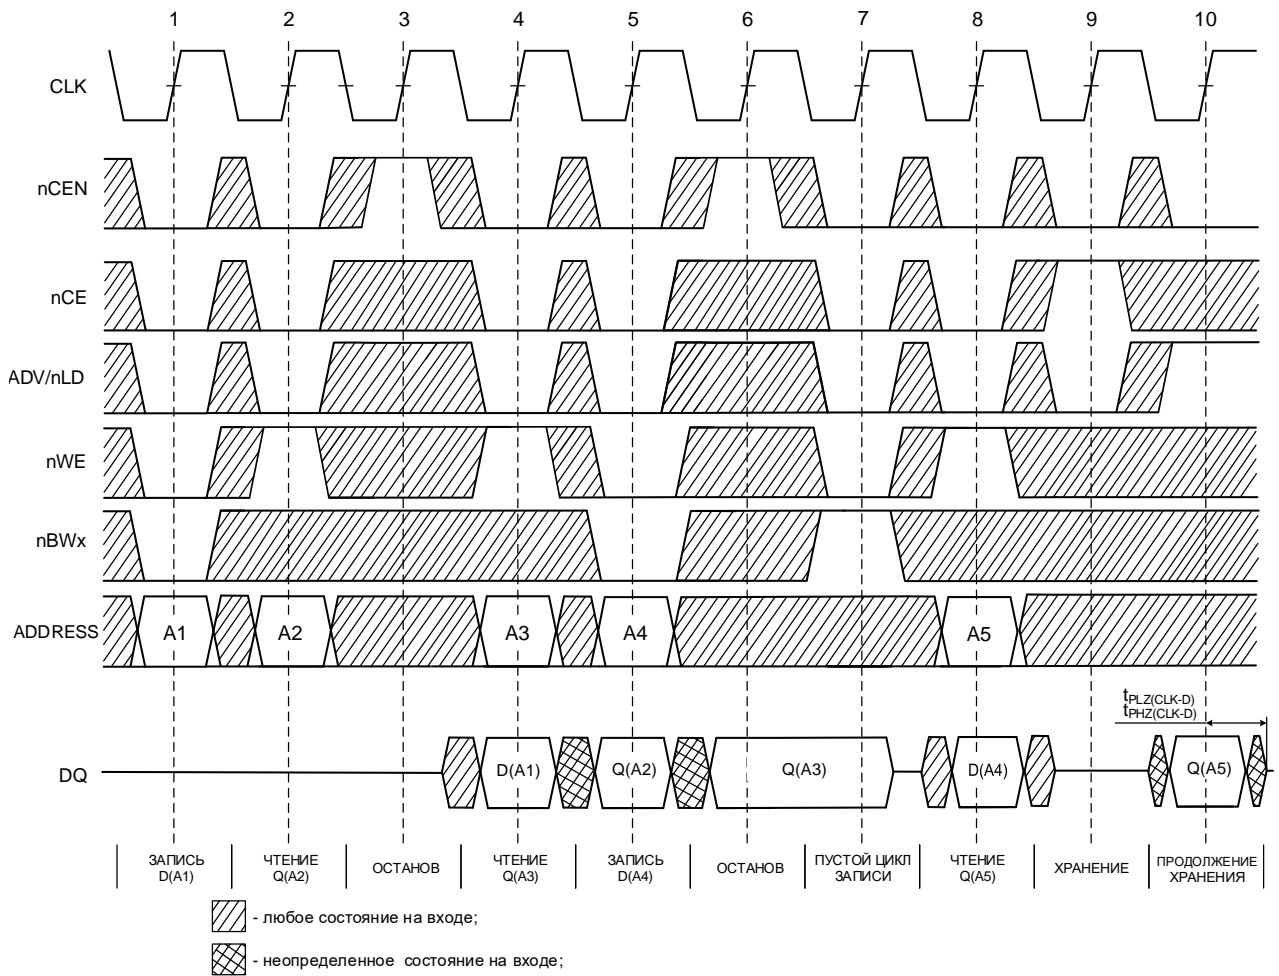 1 2 3 4 5 6 7 8 9 10
CLK
nCEN
nCE
ADV/nLD
nWE
nBWx
ADDRESS A1 A2 A3 A4 A5
tPLZ(CLK-D)
tPHZ(CLK-D)
DQ D(A1) Q(A2) Q(A3) D(A4) Q(A5)
ЗАПИСЬ
D(A1)
ЧТЕНИЕ
Q(A2)
ОСТАНОВ
ЧТЕНИЕ
Q(A3)
ЗАПИСЬ
D(A4)
ОСТАНОВ
ПУСТОЙ ЦИКЛ
ЗАПИСИ
ЧТЕНИЕ
Q(A5)
ХРАНЕНИЕ
ПРОДОЛЖЕНИЕ
ХРАНЕНИЯ
- любое состояние на входе;
- неопределенное состояние на входе;